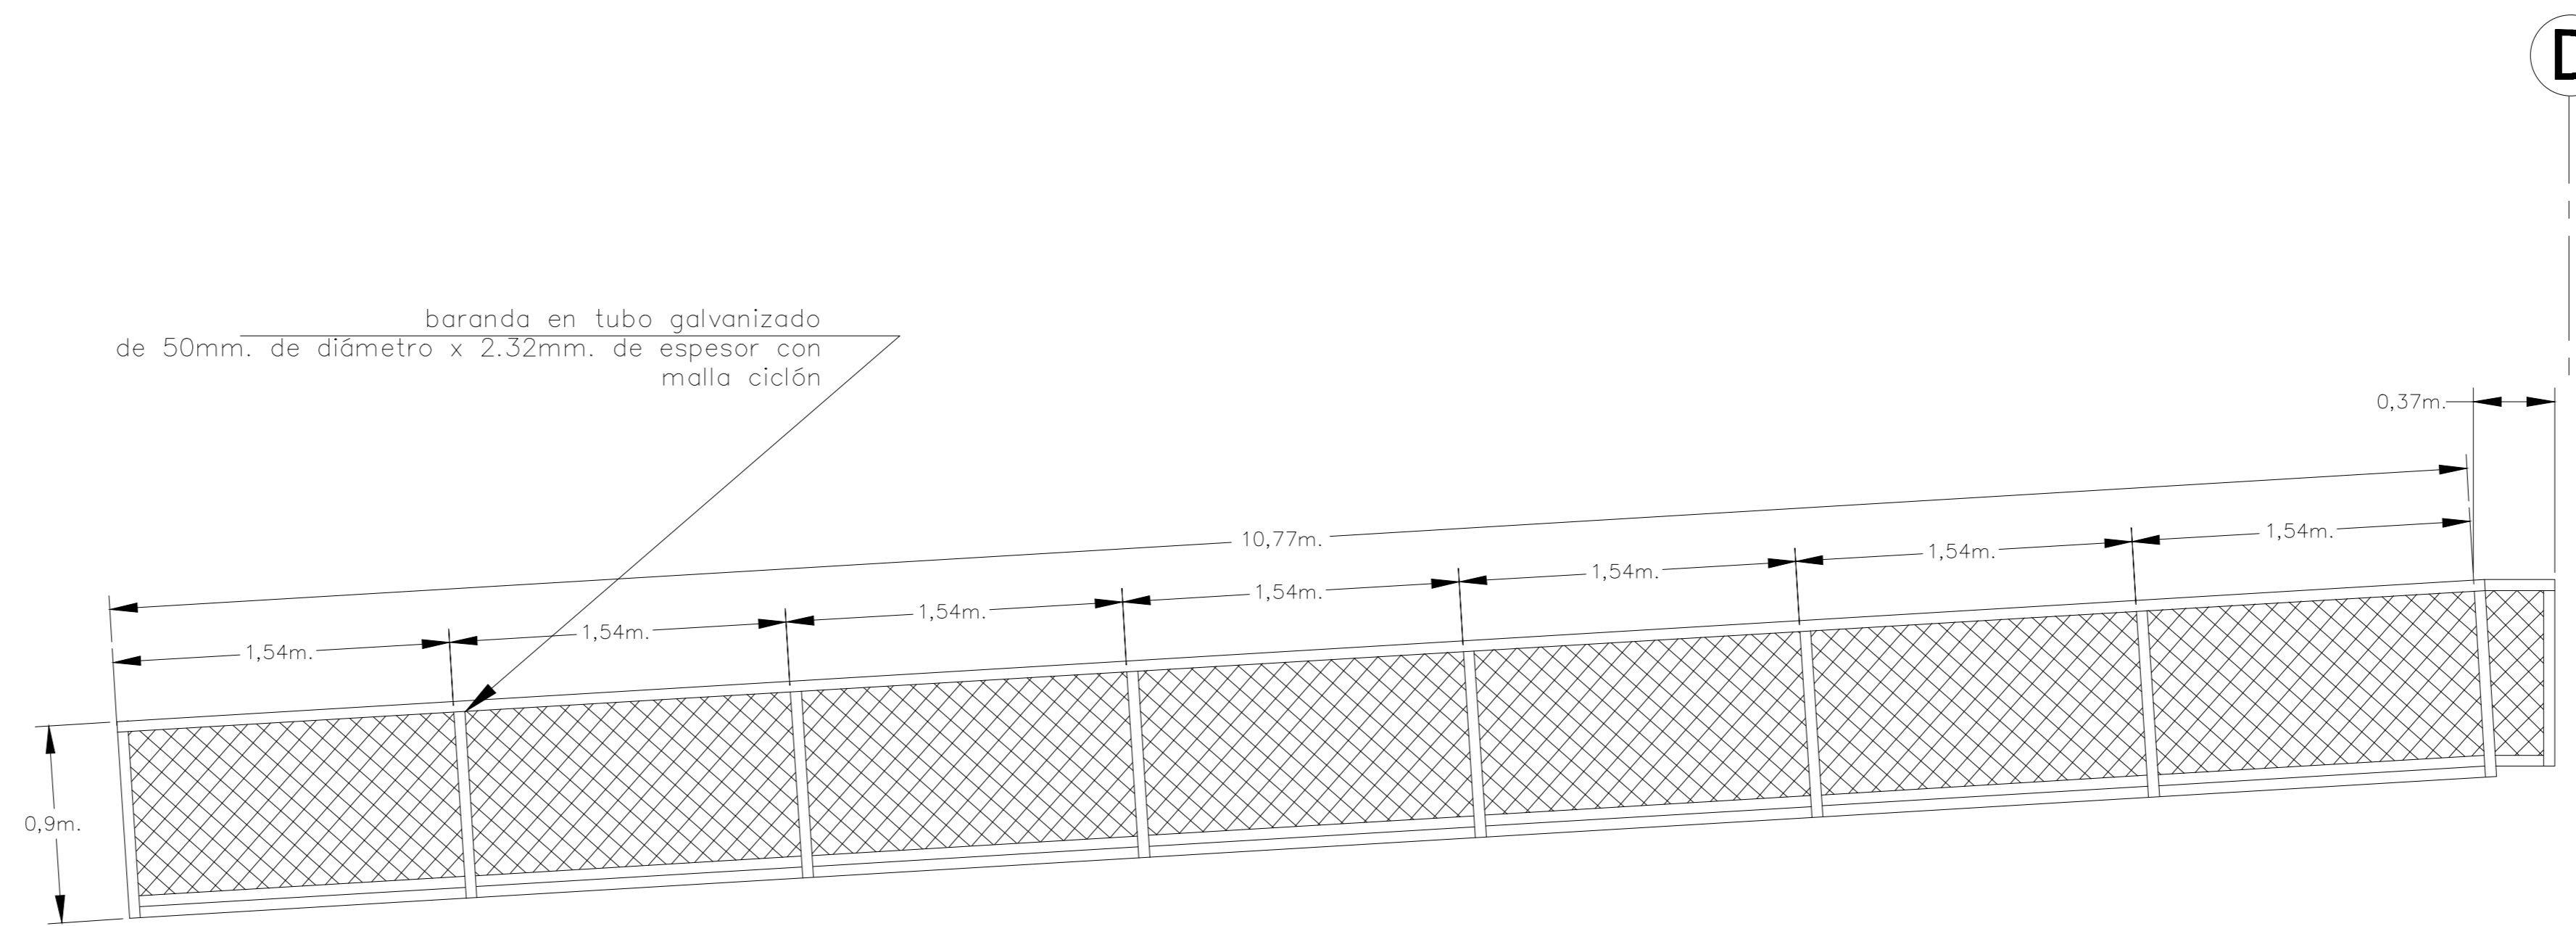 D
baranda en tubo galvanizado
de 50mm. de diámetro x 2.32mm. de espesor con
malla ciclón
0,37m.
10,77m.
1,54m.
1,54m.
1,54m.
1,54m.
1,54m.
1,54m.
1,54m.
0,9m.